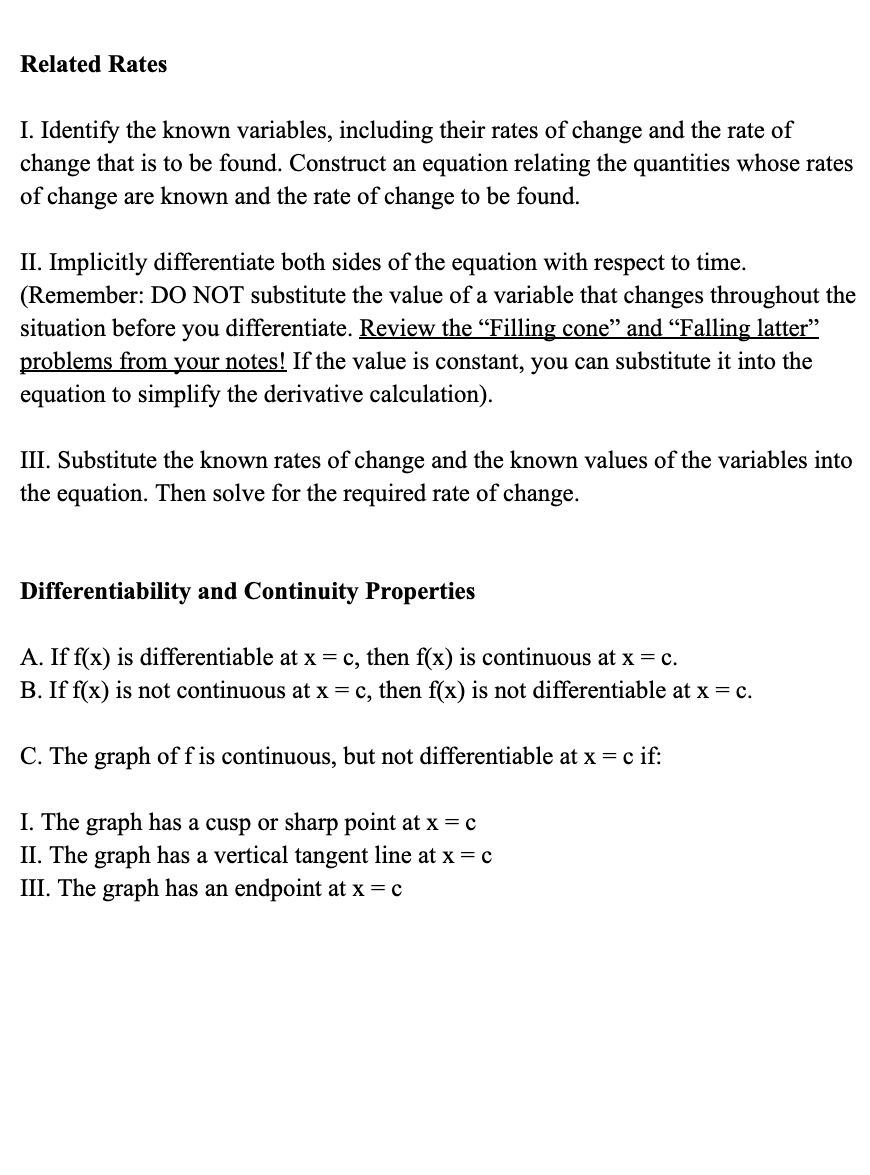 Related Rates
I. Identify the known variables, including their rates of change and the rate of
change that is to be found. Construct an equation relating the quantities whose rates
of change are known and the rate of change to be found.
II. Implicitly differentiate both sides of the equation with respect to time.
(Remember: DO NOT substitute the value of a variable that changes throughout the
situation before you differentiate. Review the “Filling cone” and “Falling latter”
problems from your notes! If the value is constant, you can substitute it into the
equation to simplify the derivative calculation).
III. Substitute the known rates of change and the known values of the variables into
the equation. Then solve for the required rate of change.
Differentiability and Continuity Properties
A. If f(x) is differentiable at x = c, then f(x) is continuous at x = c.
B. If f(x) is not continuous at x = c, then f(x) is not differentiable at x = c.
C. The graph of f is continuous, but not differentiable at x = c if:
I. The graph has a cusp or sharp point at x = c
II. The graph has a vertical tangent line at x = c
III. The graph has an endpoint at x = c